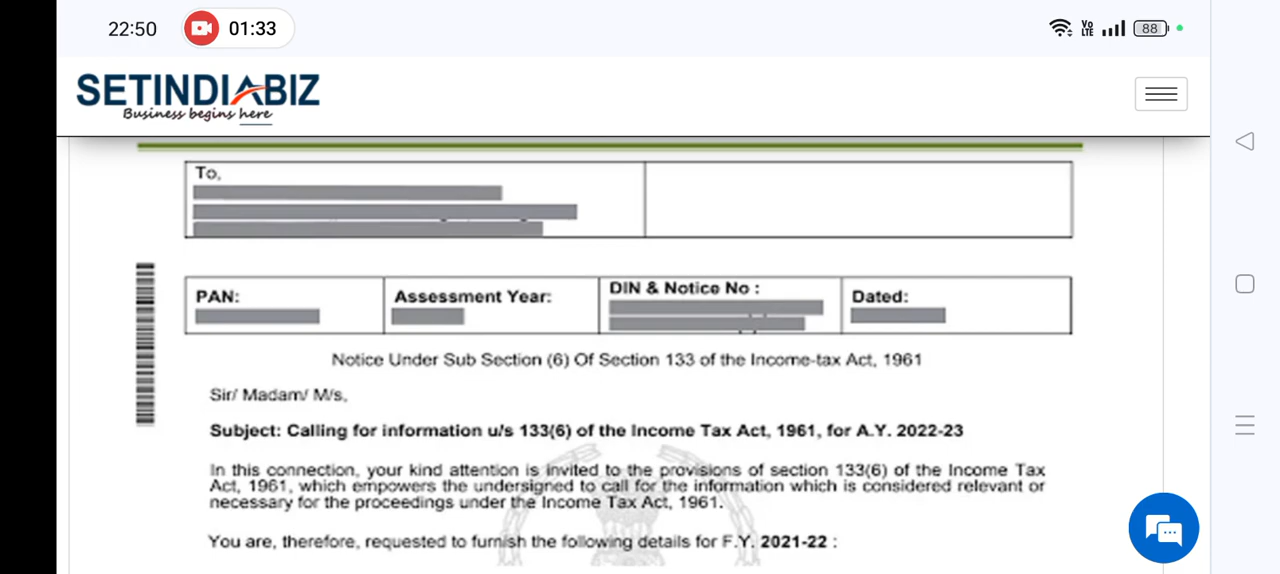 22:50 01:33 Vo LTE 88
SETINDIABIZ
Business begins here
To,
PAN: Assessment Year: DIN & Notice No : Dated:
Notice Under Sub Section (6) Of Section 133 of the Income-tax Act, 1961
Sir/ Madam/ M/s,
Subject: Calling for information u/s 133(6) of the Income Tax Act, 1961, for A.Y. 2022-23
In this connection, your kind attention is invited to the provisions of section 133(6) of the Income Tax
Act, 1961, which empowers the undersigned to call for the information which is considered relevant or
necessary for the proceedings under the Income Tax Act, 1961.
You are, therefore, requested to furnish the following details for F.Y. 2021-22 :